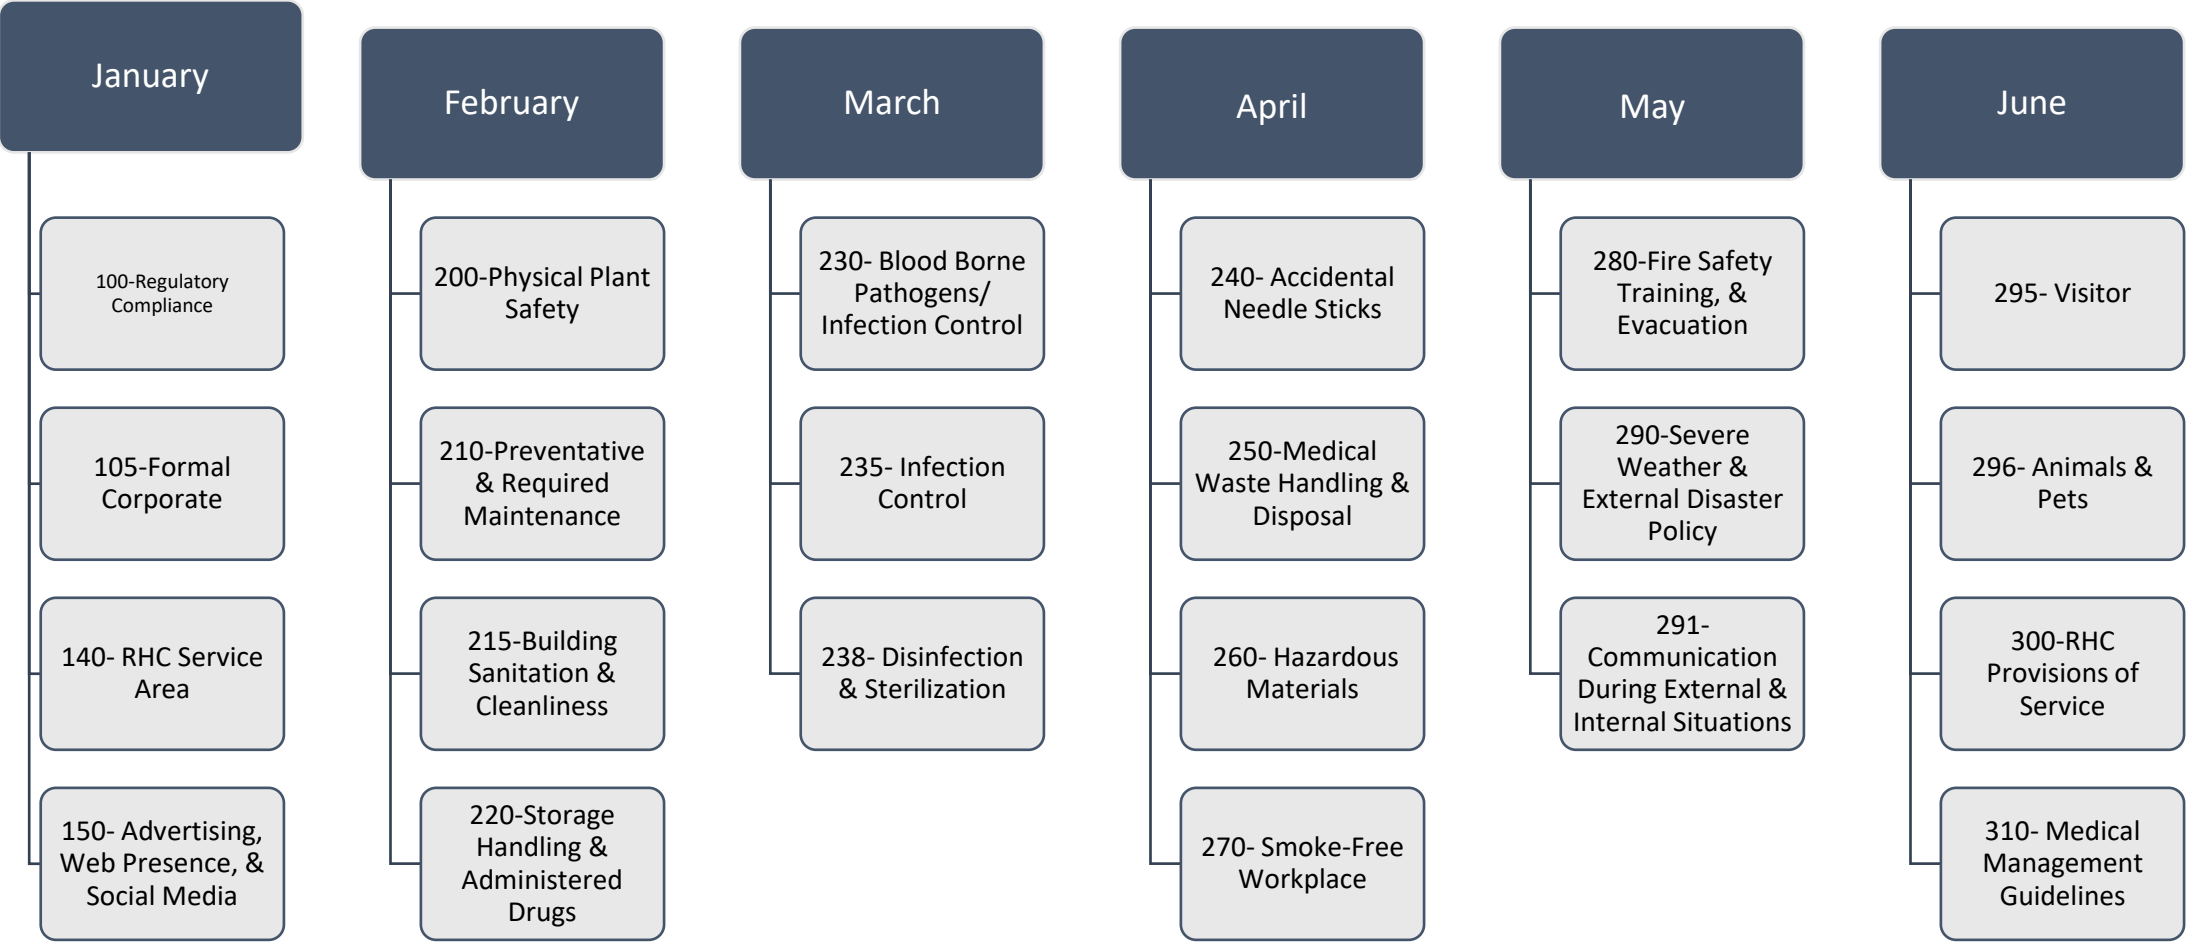 January
100-Regulatory
Compliance
105-Formal
Corporate
140- RHC Service
Area
150- Advertising,
Web Presence, &
Social Media
February
200-Physical Plant
Safety
210-Preventative
& Required
Maintenance
215-Building
Sanitation &
Cleanliness
220-Storage
Handling &
Administered
Drugs
March
230- Blood Borne
Pathogens/
Infection Control
235- Infection
Control
238- Disinfection
& Sterilization
April
240- Accidental
Needle Sticks
250-Medical
Waste Handling &
Disposal
260- Hazardous
Materials
270- Smoke-Free
Workplace
May
280-Fire Safety
Training, &
Evacuation
290-Severe
Weather &
External Disaster
Policy
291-
Communication
During External &
Internal Situations
June
295- Visitor
296- Animals &
Pets
300-RHC
Provisions of
Service
310- Medical
Management
Guidelines